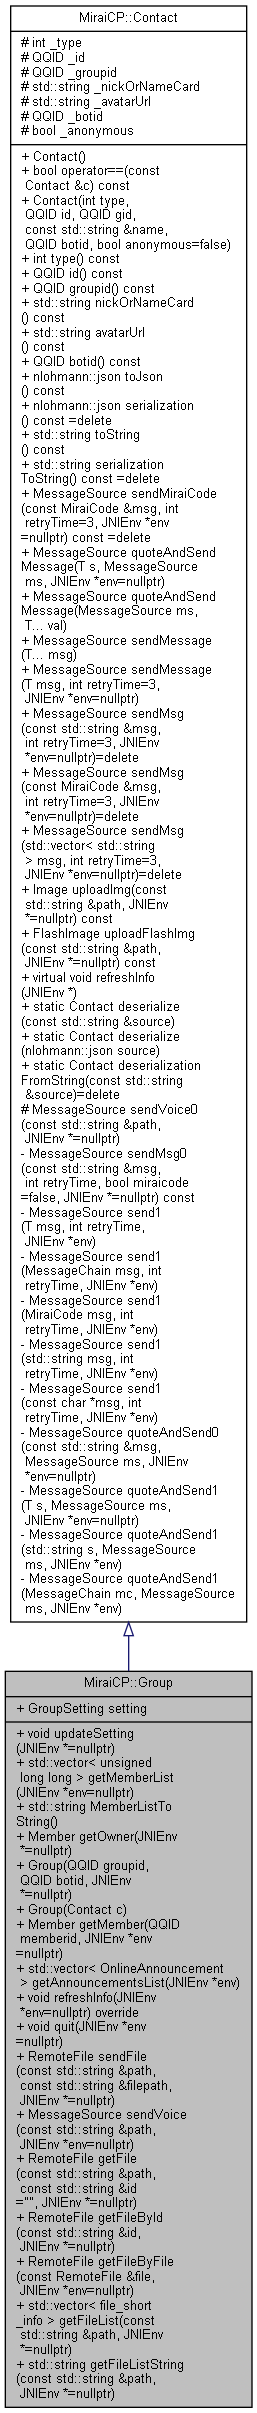 MiraiCP::Contact
# int _type
# QQID _id
# QQID _groupid
# std::string _nickOrNameCard
# std::string _avatarUrl
# QQID _botid
# bool _anonymous
+ Contact()
+ bool operator==(const
Contact &c) const
+ Contact(int type,
QQID id, QQID gid,
const std::string &name,
QQID botid, bool anonymous=false)
+ int type() const
+ QQID id() const
+ QQID groupid() const
+ std::string nickOrNameCard
() const
+ std::string avatarUrl
() const
+ QQID botid() const
+ nlohmann::json toJson
() const
+ nlohmann::json serialization
() const =delete
+ std::string toString
() const
+ std::string serialization
ToString() const =delete
+ MessageSource sendMiraiCode
(const MiraiCode &msg, int
retryTime=3, JNIEnv *env
=nullptr) const =delete
+ MessageSource quoteAndSend
Message(T s, MessageSource
ms, JNIEnv *env=nullptr)
+ MessageSource quoteAndSend
Message(MessageSource ms,
T... val)
+ MessageSource sendMessage
(T... msg)
+ MessageSource sendMessage
(T msg, int retryTime=3,
JNIEnv *env=nullptr)
+ MessageSource sendMsg
(const std::string &msg,
int retryTime=3, JNIEnv
*env=nullptr)=delete
+ MessageSource sendMsg
(const MiraiCode &msg,
int retryTime=3, JNIEnv
*env=nullptr)=delete
+ MessageSource sendMsg
(std::vector< std::string
> msg, int retryTime=3,
JNIEnv *env=nullptr)=delete
+ Image uploadImg(const
std::string &path, JNIEnv
*=nullptr) const
+ FlashImage uploadFlashImg
(const std::string &path,
JNIEnv *=nullptr) const
+ virtual void refreshInfo
(JNIEnv *)
+ static Contact deserialize
(const std::string &source)
+ static Contact deserialize
(nlohmann::json source)
+ static Contact deserialization
FromString(const std::string
&source)=delete
# MessageSource sendVoice0
(const std::string &path,
JNIEnv *=nullptr)
- MessageSource sendMsg0
(const std::string &msg,
int retryTime, bool miraicode
=false, JNIEnv *=nullptr) const
- MessageSource send1
(T msg, int retryTime,
JNIEnv *env)
- MessageSource send1
(MessageChain msg, int
retryTime, JNIEnv *env)
- MessageSource send1
(MiraiCode msg, int
retryTime, JNIEnv *env)
- MessageSource send1
(std::string msg, int
retryTime, JNIEnv *env)
- MessageSource send1
(const char *msg, int
retryTime, JNIEnv *env)
- MessageSource quoteAndSend0
(const std::string &msg,
MessageSource ms, JNIEnv
*env=nullptr)
- MessageSource quoteAndSend1
(T s, MessageSource ms,
JNIEnv *env=nullptr)
- MessageSource quoteAndSend1
(std::string s, MessageSource
ms, JNIEnv *env)
- MessageSource quoteAndSend1
(MessageChain mc, MessageSource
ms, JNIEnv *env)
MiraiCP::Group
+ GroupSetting setting
+ void updateSetting
(JNIEnv *=nullptr)
+ std::vector< unsigned
long long > getMemberList
(JNIEnv *env=nullptr)
+ std::string MemberListTo
String()
+ Member getOwner(JNIEnv
*=nullptr)
+ Group(QQID groupid,
QQID botid, JNIEnv
*=nullptr)
+ Group(Contact c)
+ Member getMember(QQID
memberid, JNIEnv *env
=nullptr)
+ std::vector< OnlineAnnouncement
> getAnnouncementsList(JNIEnv *env)
+ void refreshInfo(JNIEnv
*env=nullptr) override
+ void quit(JNIEnv *env
=nullptr)
+ RemoteFile sendFile
(const std::string &path,
const std::string &filepath,
JNIEnv *=nullptr)
+ MessageSource sendVoice
(const std::string &path,
JNIEnv *env=nullptr)
+ RemoteFile getFile
(const std::string &path,
const std::string &id
="", JNIEnv *=nullptr)
+ RemoteFile getFileById
(const std::string &id,
JNIEnv *=nullptr)
+ RemoteFile getFileByFile
(const RemoteFile &file,
JNIEnv *env=nullptr)
+ std::vector< file_short
_info > getFileList(const
std::string &path, JNIEnv
*=nullptr)
+ std::string getFileListString
(const std::string &path,
JNIEnv *=nullptr)